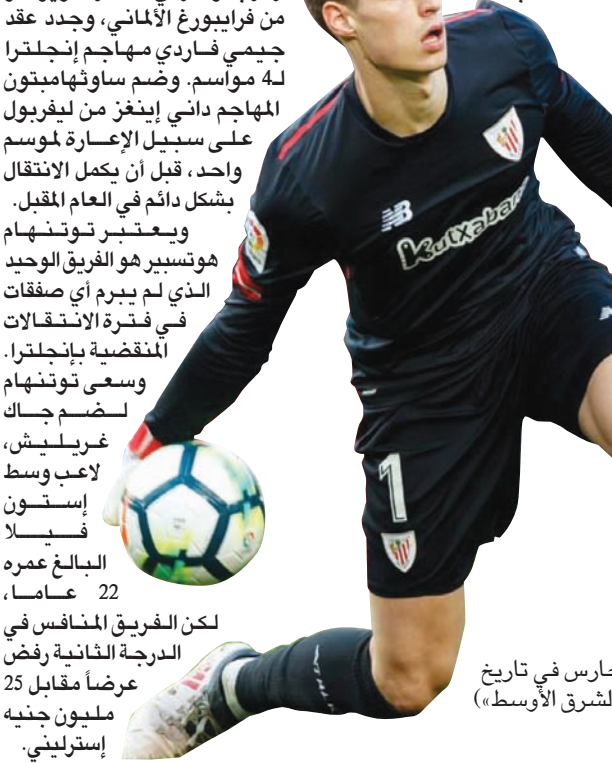 من فرايبورغ الألماني، وجدد عقد
جيمي فاردي مهاجم إنجلترا
لـ4 مواسم. وضم ساوثهامبتون
المهاجم داني إينغز من ليفربول
على سبيل الإعارة لموسم
واحد، قبل أن يكمل الانتقال
بشكل دائم في العام المقبل.
ويعتبر توتنهام
هوتسبير هو الفريق الوحيد
الذي لم يبرم أي صفقات
في فترة الانتقالات
المنقضية بإنجلترا.
وسعى توتنهام
لضم جاك
غريليش،
لاعب وسط
إستون
فيلا
البالغ عمره
22 عاما،
لكن الفريق المنافس في
الدرجة الثانية رفض
عرضاً مقابل 25
مليون جنيه
إسترليني.
NB
Kutxaban
1
حارس في تاريخ
لشرق الأوسط»)